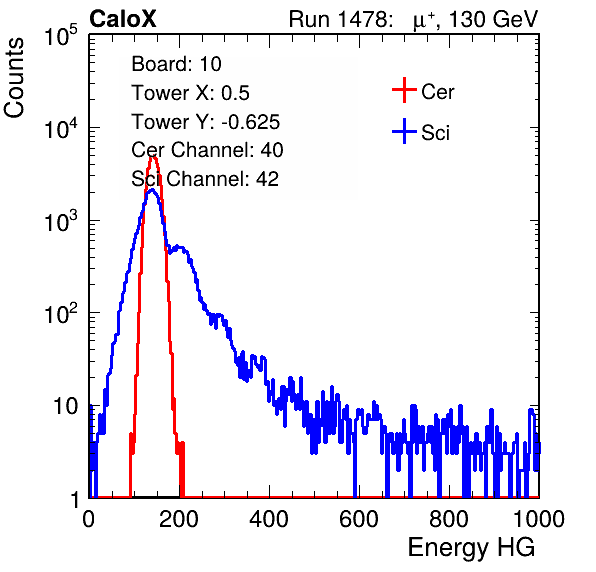 CaloX Run 1478: μ⁺, 130 GeV
Counts
Board: 10
Tower X: 0.5
Tower Y: -0.625
Cer Channel: 40
Sci Channel: 42
Cer
Sci
10⁵
10⁴
10³
10²
10
1
0 200 400 600 800 1000
Energy HG